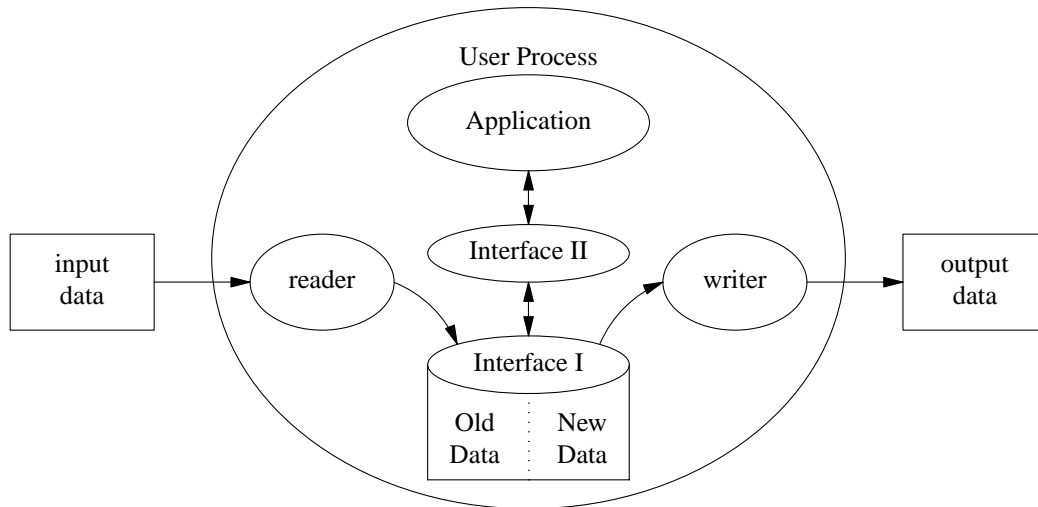 User Process
Application
Interface II
input
data
reader
writer
output
data
Interface I
Old
Data
New
Data